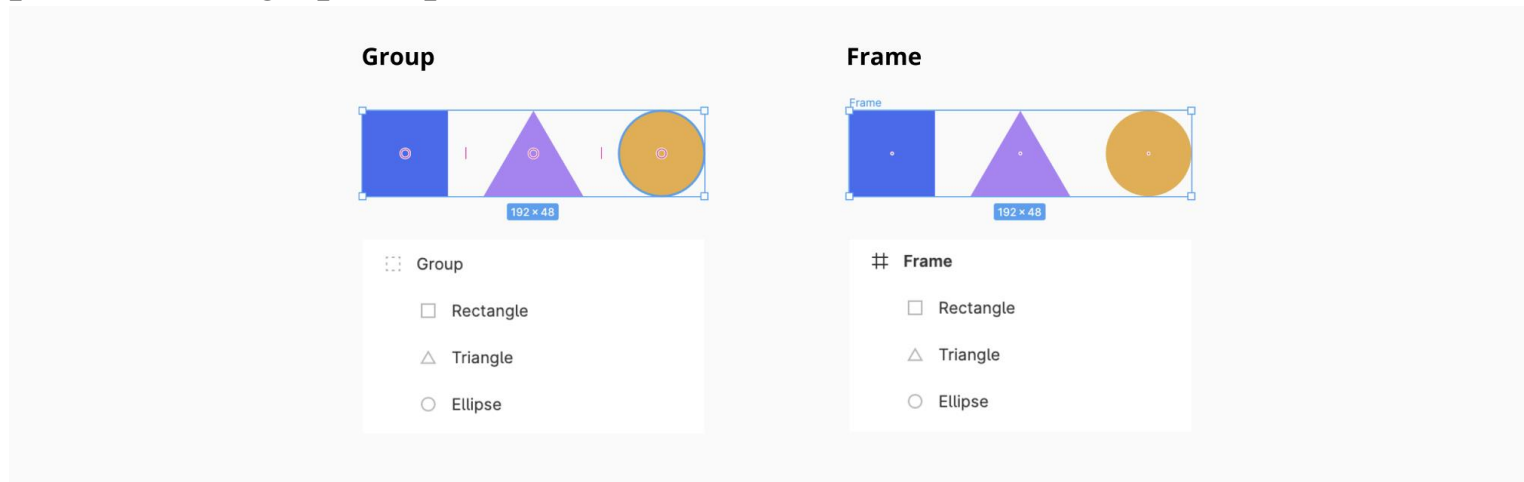 Group
192 × 48
Group
Rectangle
Triangle
Ellipse
Frame
Frame
192 × 48
Frame
Rectangle
Triangle
Ellipse